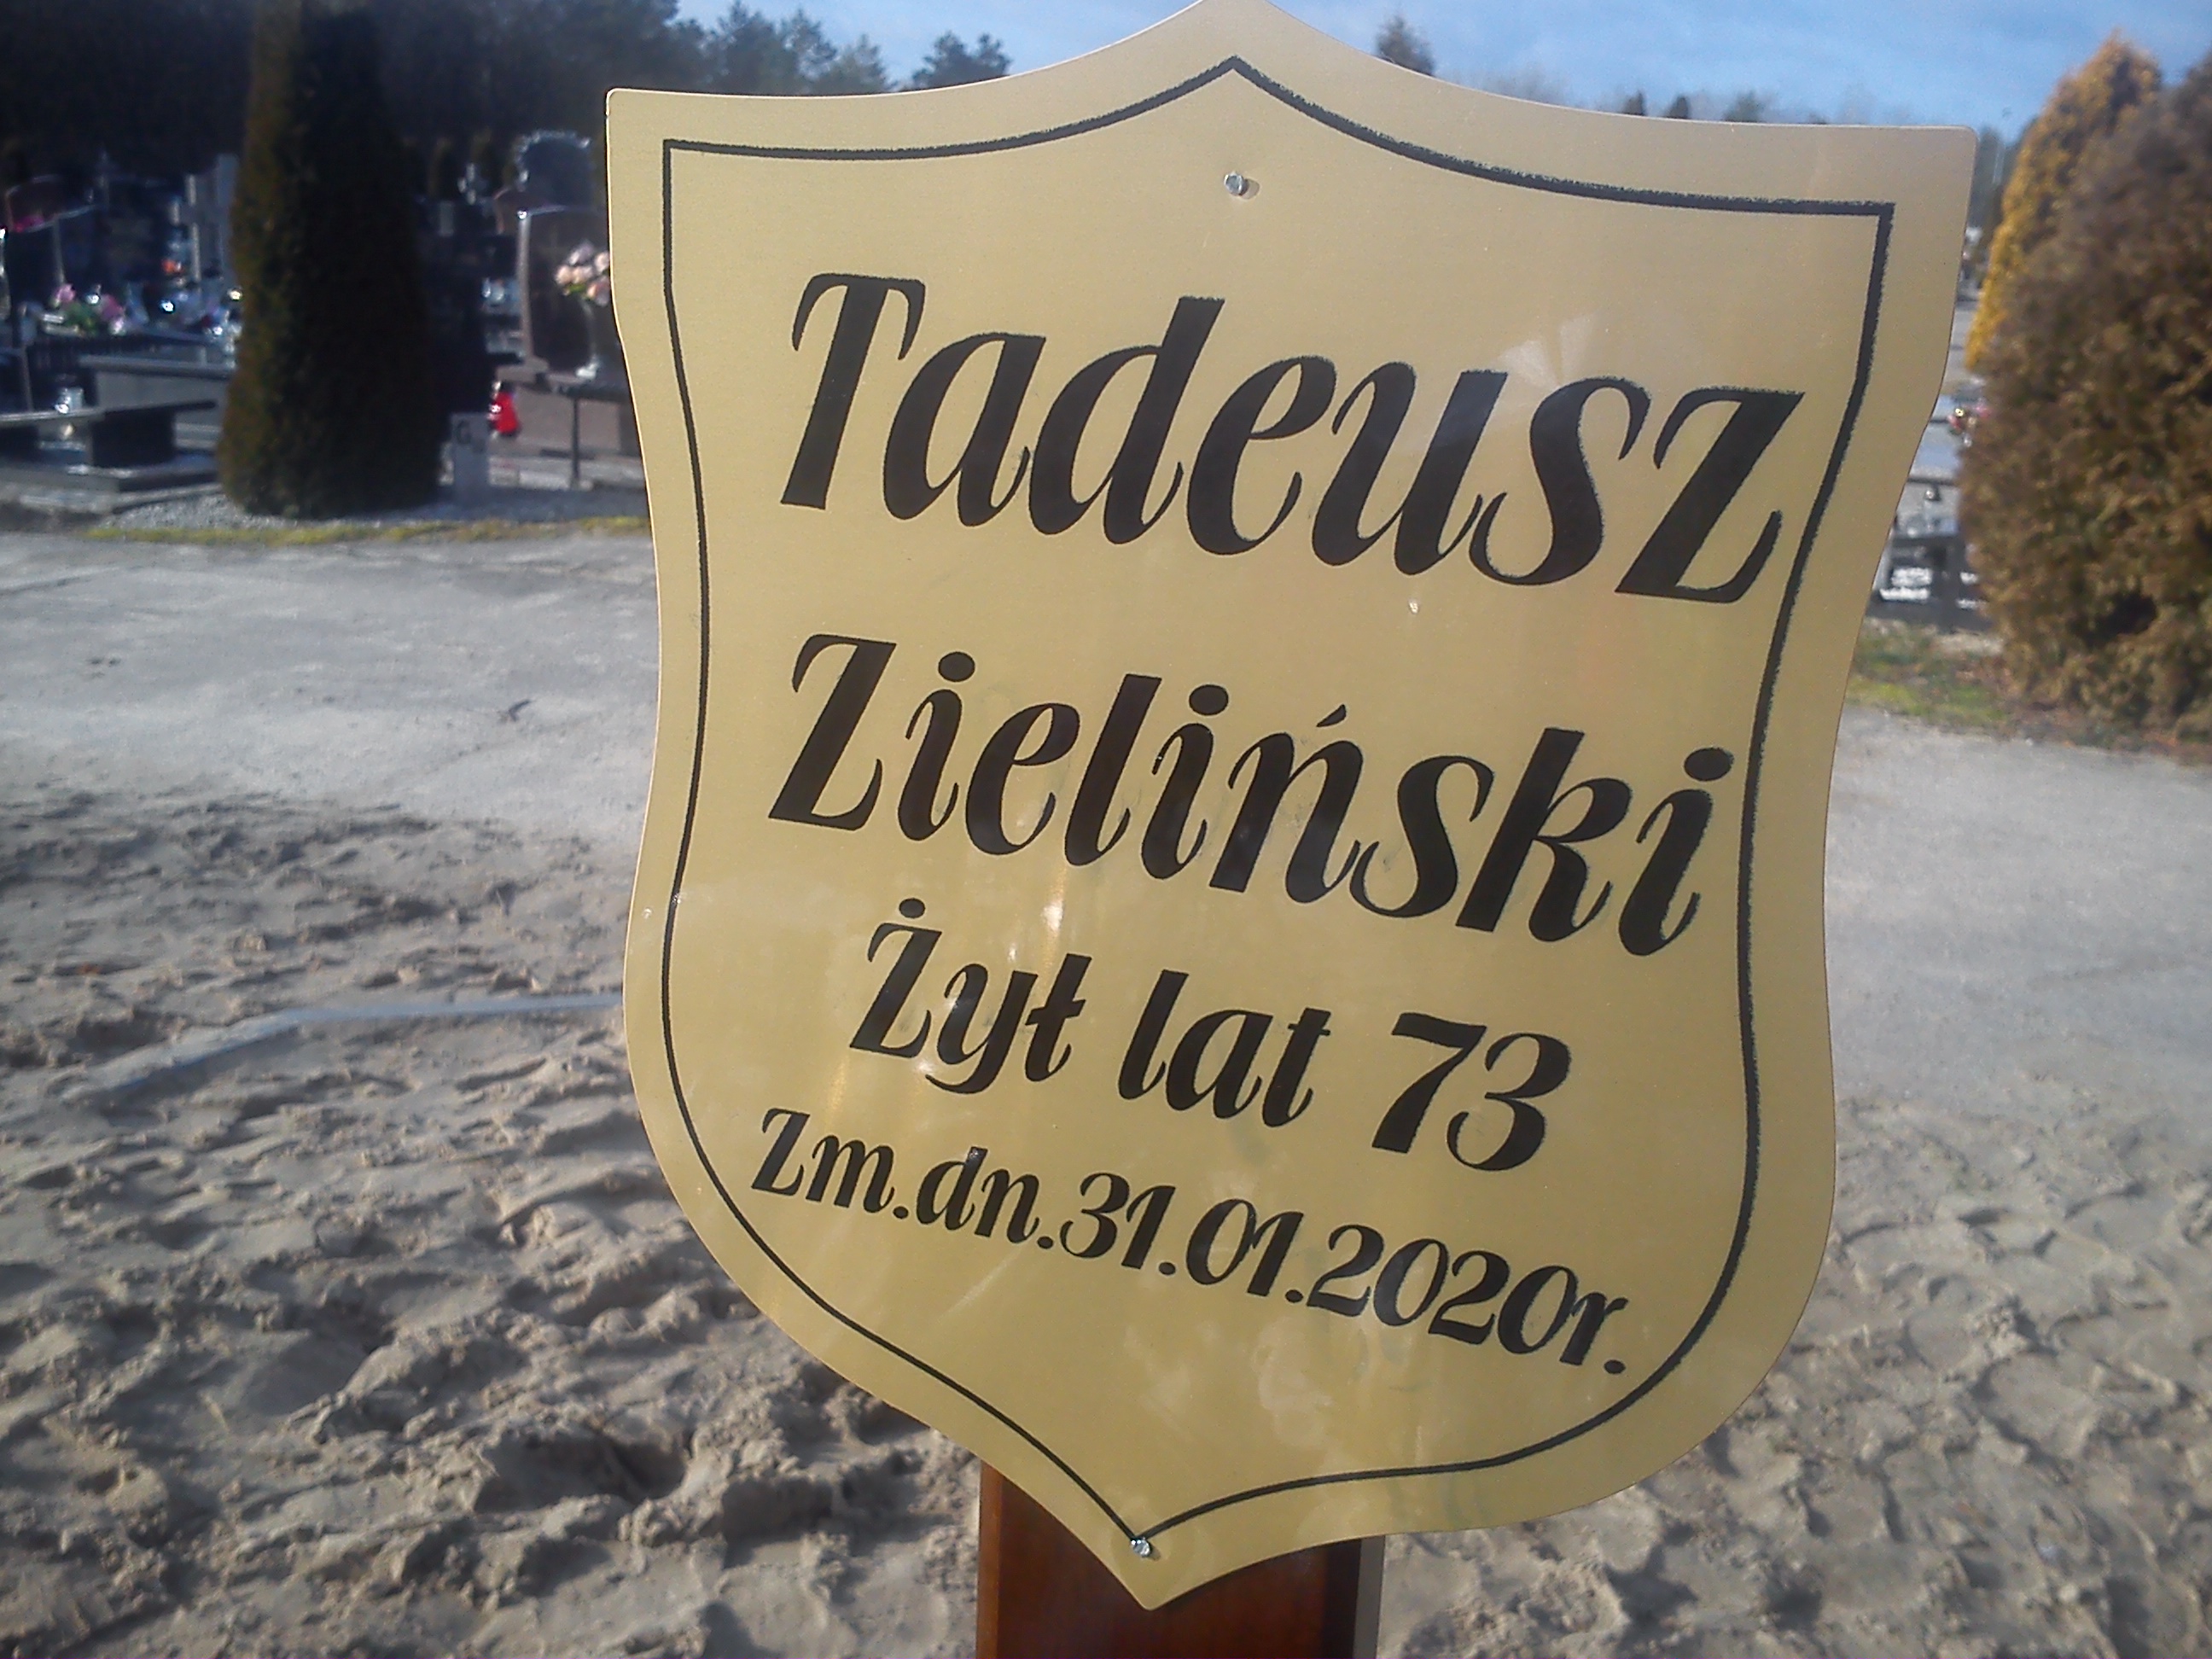 Tadeusz
Zieliński
Żył lat 73
Zm.dn.31.01.2020r.
G